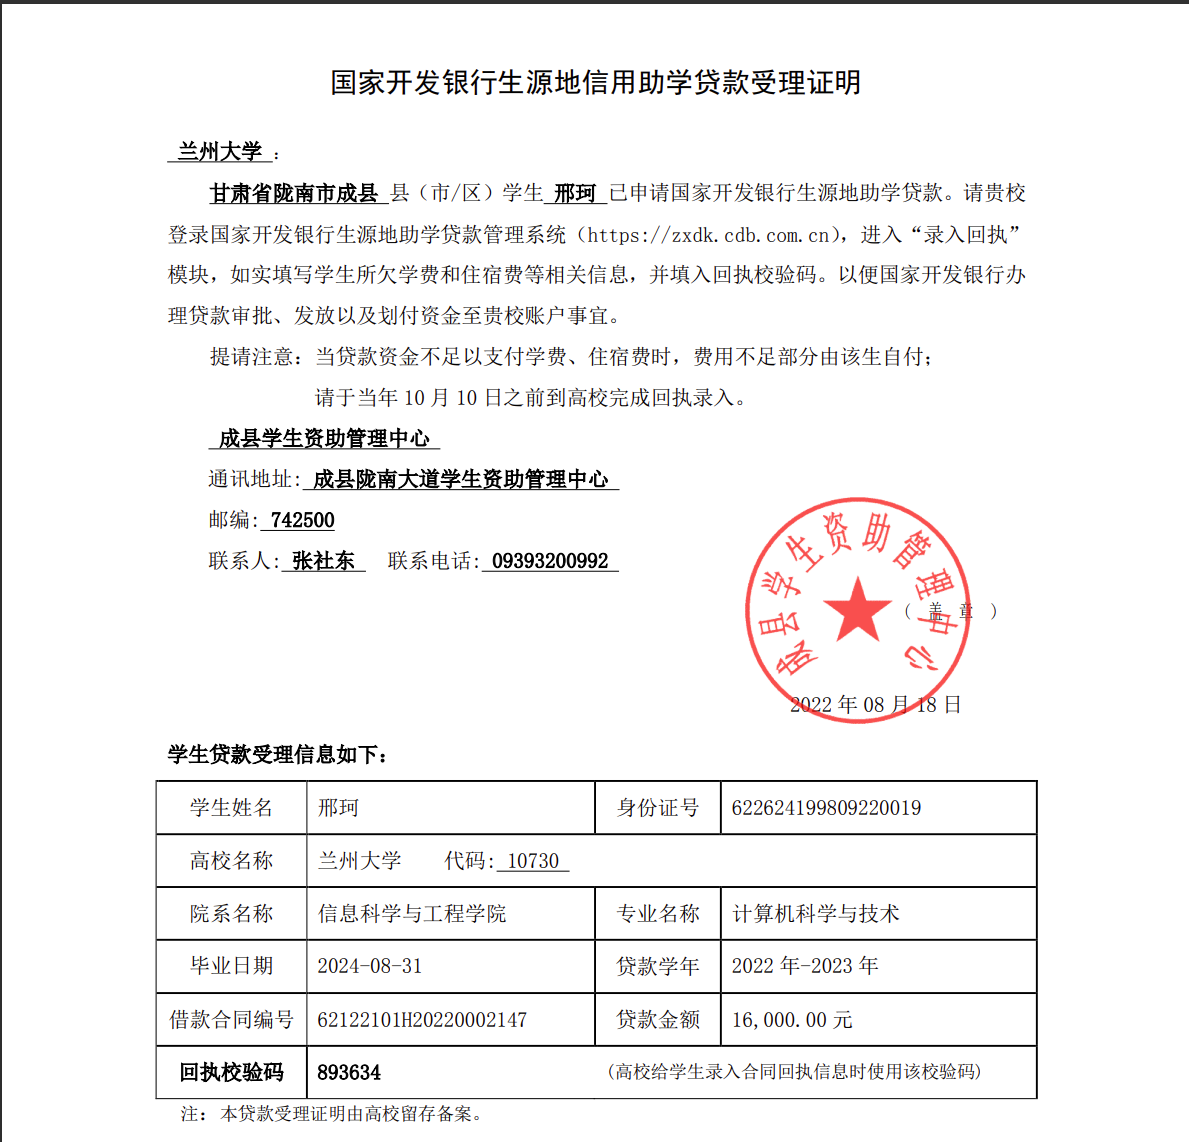 国家开发银行生源地信用助学贷款受理证明
兰州大学 ：
甘肃省陇南市成县 县（市/区）学生 邢珂 已申请国家开发银行生源地助学贷款。请贵校
登录国家开发银行生源地助学贷款管理系统（https://zxdk.cdb.com.cn），进入“录入回执”
模块，如实填写学生所欠学费和住宿费等相关信息，并填入回执校验码。以便国家开发银行办
理贷款审批、发放以及划付资金至贵校账户事宜。
提请注意：当贷款资金不足以支付学费、住宿费时，费用不足部分由该生自付；
请于当年 10 月 10 日之前到高校完成回执录入。
成县学生资助管理中心
通讯地址: 成县陇南大道学生资助管理中心
邮编: 742500
联系人: 张社东 联系电话: 09393200992
成县学生资助管理中心
（ 盖 章 ）
2022 年 08 月 18 日
学生贷款受理信息如下：
学生姓名 邢珂 身份证号 622624199809220019
高校名称 兰州大学 代码: 10730
院系名称 信息科学与工程学院 专业名称 计算机科学与技术
毕业日期 2024-08-31 贷款学年 2022 年-2023 年
借款合同编号 62122101H20220002147 贷款金额 16,000.00 元
回执校验码 893634 (高校给学生录入合同回执信息时使用该校验码)
注：本贷款受理证明由高校留存备案。